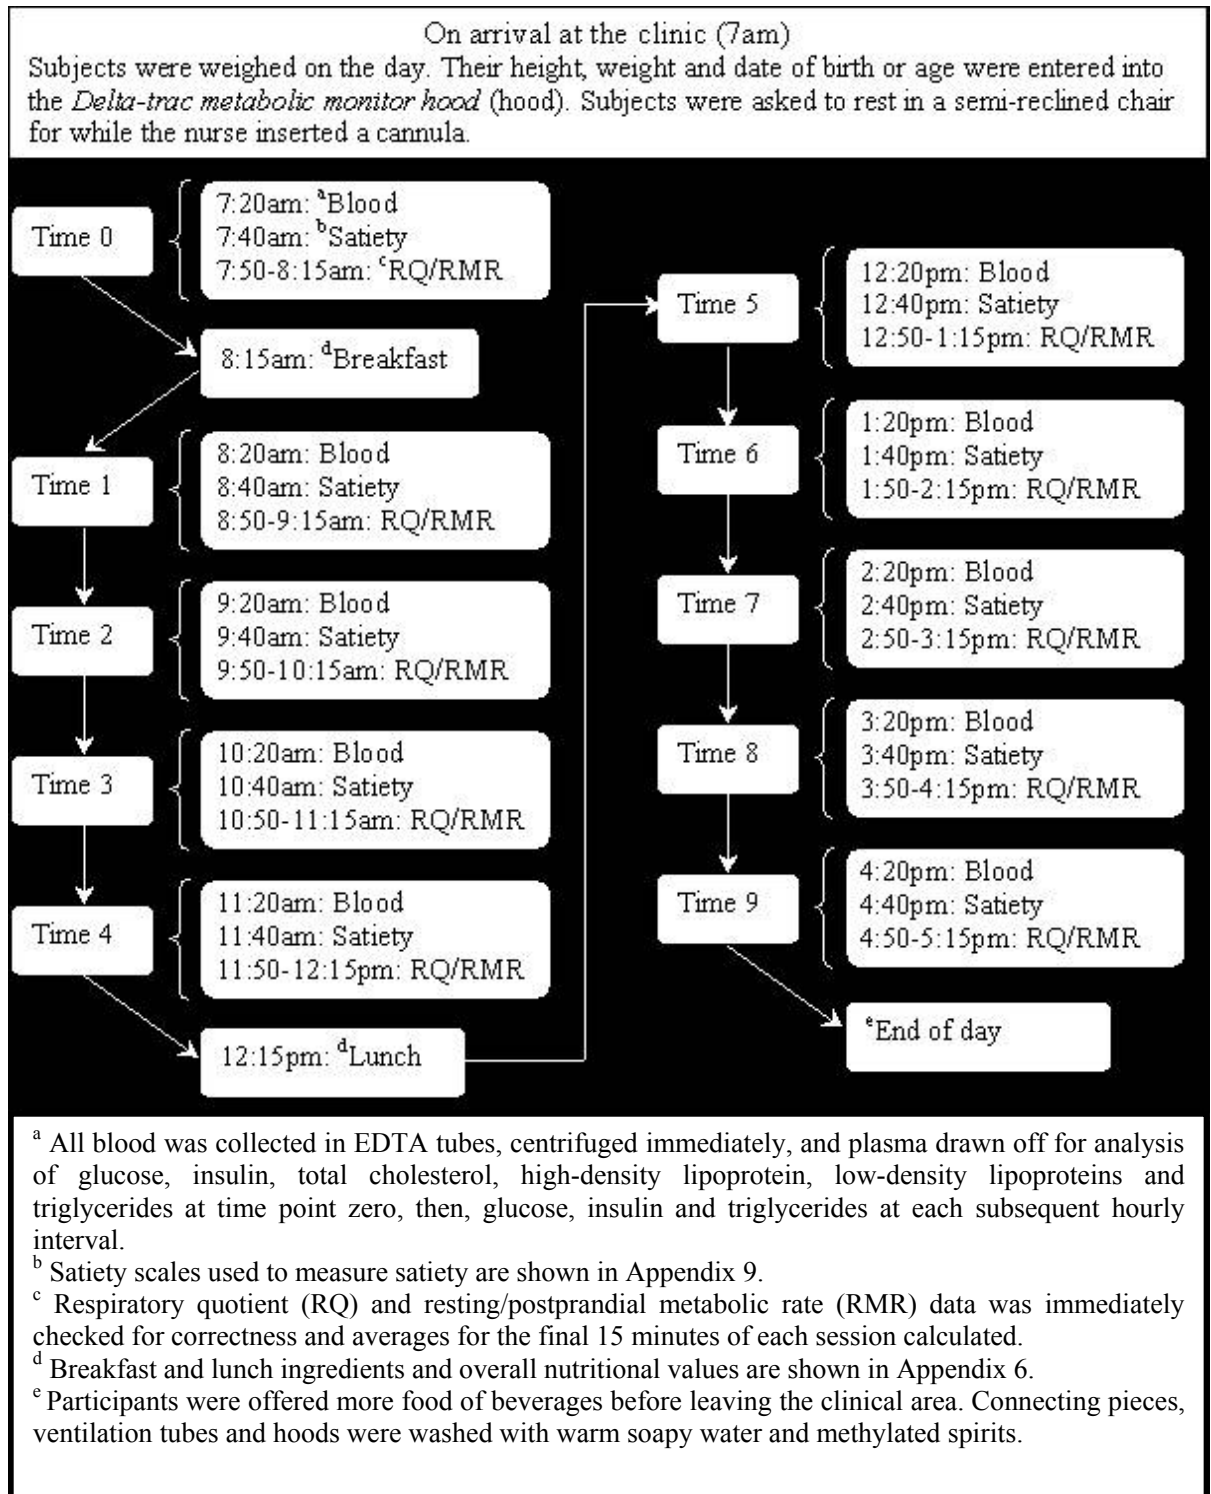 On arrival at the clinic (7am)
Subjects were weighed on the day. Their height, weight and date of birth or age were entered into
the Delta-trac metabolic monitor hood (hood). Subjects were asked to rest in a semi-reclined chair
for while the nurse inserted a cannula.
Time 0
7:20am: aBlood
7:40am: bSatiety
7:50-8:15am: cRQ/RMR
8:15am: dBreakfast
Time 1
8:20am: Blood
8:40am: Satiety
8:50-9:15am: RQ/RMR
Time 2
9:20am: Blood
9:40am: Satiety
9:50-10:15am: RQ/RMR
Time 3
10:20am: Blood
10:40am: Satiety
10:50-11:15am: RQ/RMR
Time 4
11:20am: Blood
11:40am: Satiety
11:50-12:15pm: RQ/RMR
12:15pm: dLunch
Time 5
12:20pm: Blood
12:40pm: Satiety
12:50-1:15pm: RQ/RMR
Time 6
1:20pm: Blood
1:40pm: Satiety
1:50-2:15pm: RQ/RMR
Time 7
2:20pm: Blood
2:40pm: Satiety
2:50-3:15pm: RQ/RMR
Time 8
3:20pm: Blood
3:40pm: Satiety
3:50-4:15pm: RQ/RMR
Time 9
4:20pm: Blood
4:40pm: Satiety
4:50-5:15pm: RQ/RMR
eEnd of day
a All blood was collected in EDTA tubes, centrifuged immediately, and plasma drawn off for analysis
of glucose, insulin, total cholesterol, high-density lipoprotein, low-density lipoproteins and
triglycerides at time point zero, then, glucose, insulin and triglycerides at each subsequent hourly
interval.
b Satiety scales used to measure satiety are shown in Appendix 9.
c Respiratory quotient (RQ) and resting/postprandial metabolic rate (RMR) data was immediately
checked for correctness and averages for the final 15 minutes of each session calculated.
d Breakfast and lunch ingredients and overall nutritional values are shown in Appendix 6.
e Participants were offered more food of beverages before leaving the clinical area. Connecting pieces,
ventilation tubes and hoods were washed with warm soapy water and methylated spirits.